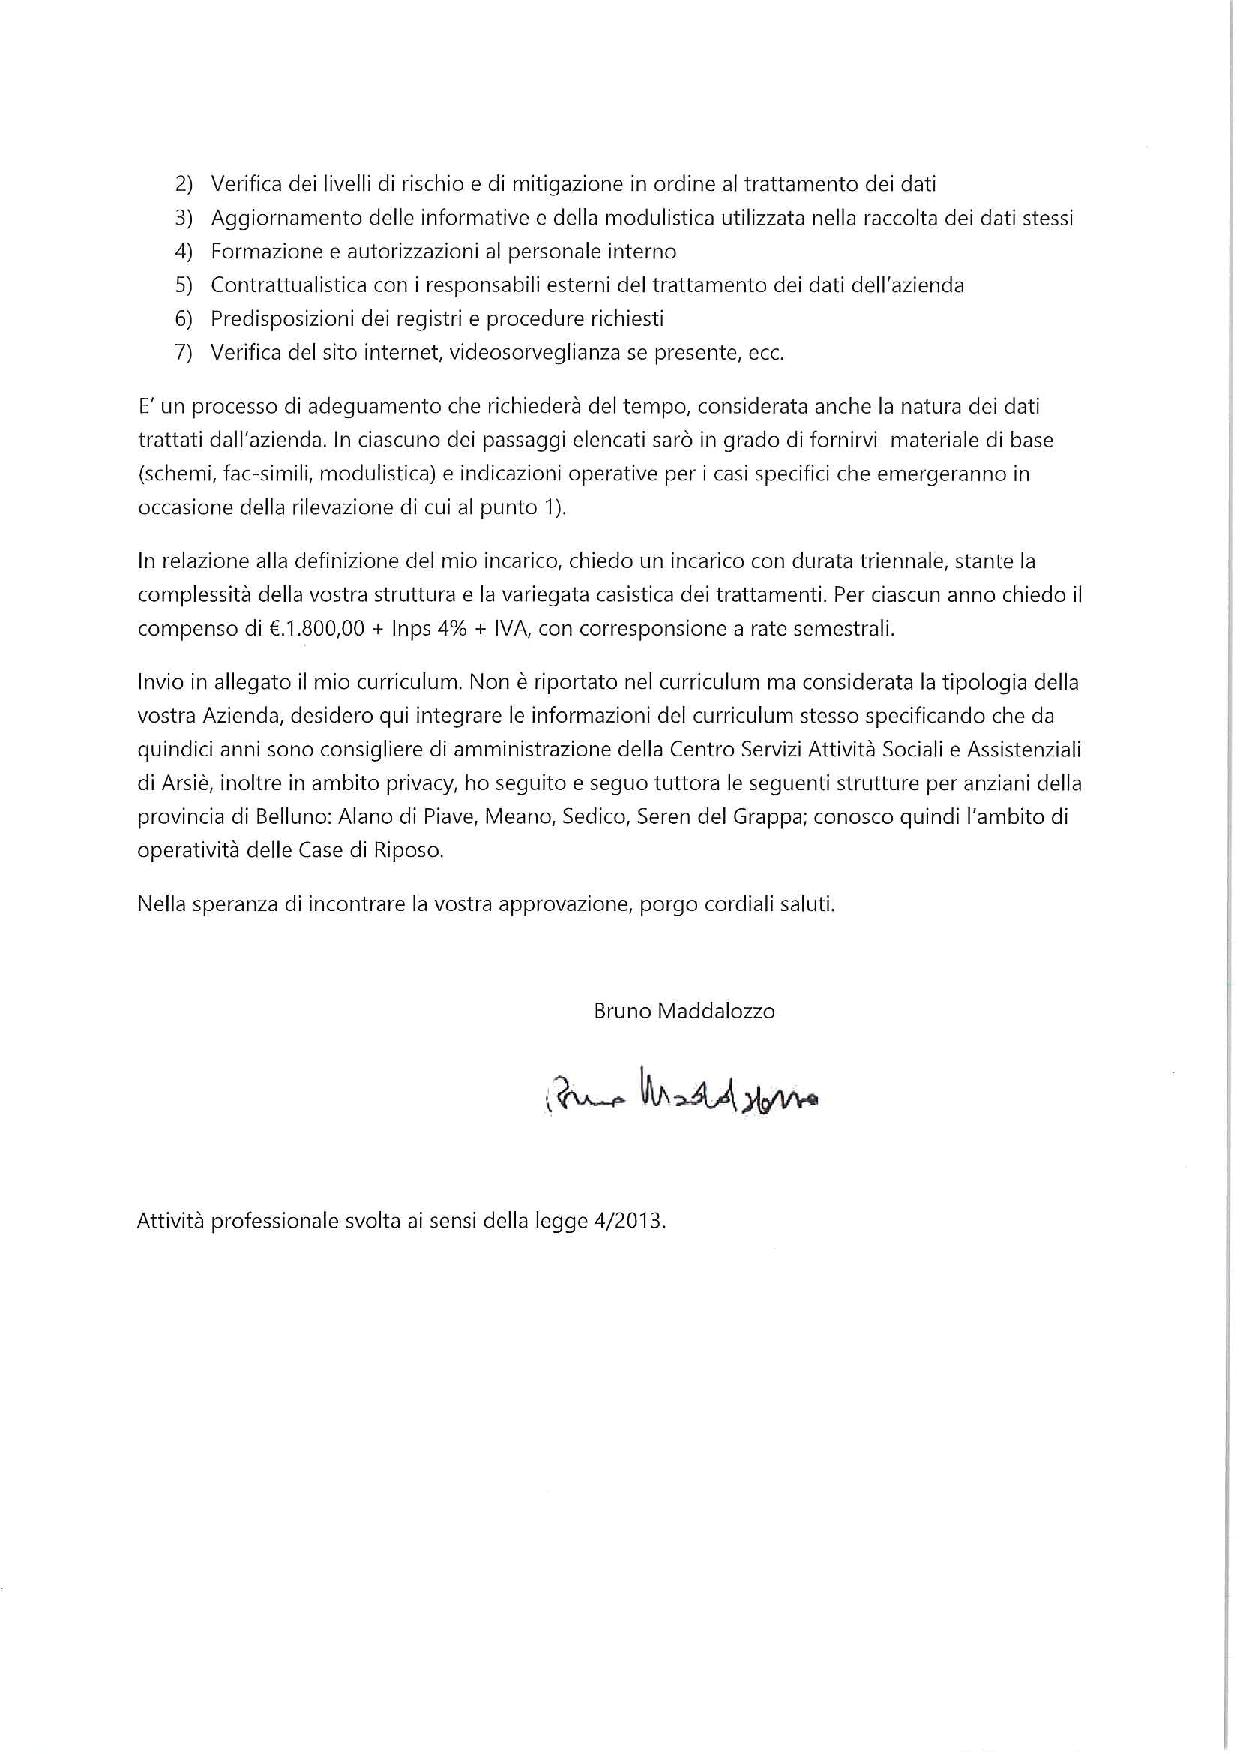 2) Verifica dei livelli di rischio e di mitigazione in ordine al trattamento dei dati
3) Aggiornamento delle informative e della modulistica utilizzata nella raccolta dei dati stessi
4) Formazione e autorizzazioni al personale interno
5) Contrattualistica con i responsabili esterni del trattamento dei dati dell'azienda
6) Predisposizioni dei registri e procedure richiesti
7) Verifica del sito internet, videosorveglianza se presente, ecc.
E' un processo di adeguamento che richiederà del tempo, considerata anche la natura dei dati
trattati dall'azienda. In ciascuno dei passaggi elencati sarò in grado di fornirvi materiale di base
(schemi, fac-simili, modulistica) e indicazioni operative per i casi specifici che emergeranno in
occasione della rilevazione di cui al punto 1).
In relazione alla definizione del mio incarico, chiedo un incarico con durata triennale, stante la
complessità della vostra struttura e la variegata casistica dei trattamenti. Per ciascun anno chiedo il
compenso di €.1.800,00 + Inps 4% + IVA, con corresponsione a rate semestrali.
Invio in allegato il mio curriculum. Non è riportato nel curriculum ma considerata la tipologia della
vostra Azienda, desidero qui integrare le informazioni del curriculum stesso specificando che da
quindici anni sono consigliere di amministrazione della Centro Servizi Attività Sociali e Assistenziali
di Arsiè, inoltre in ambito privacy, ho seguito e seguo tuttora le seguenti strutture per anziani della
provincia di Belluno: Alano di Piave, Meano, Sedico, Seren del Grappa; conosco quindi l'ambito di
operatività delle Case di Riposo.
Nella speranza di incontrare la vostra approvazione, porgo cordiali saluti.
Bruno Maddalozzo
Bruno Maddalozzo
Attività professionale svolta ai sensi della legge 4/2013.